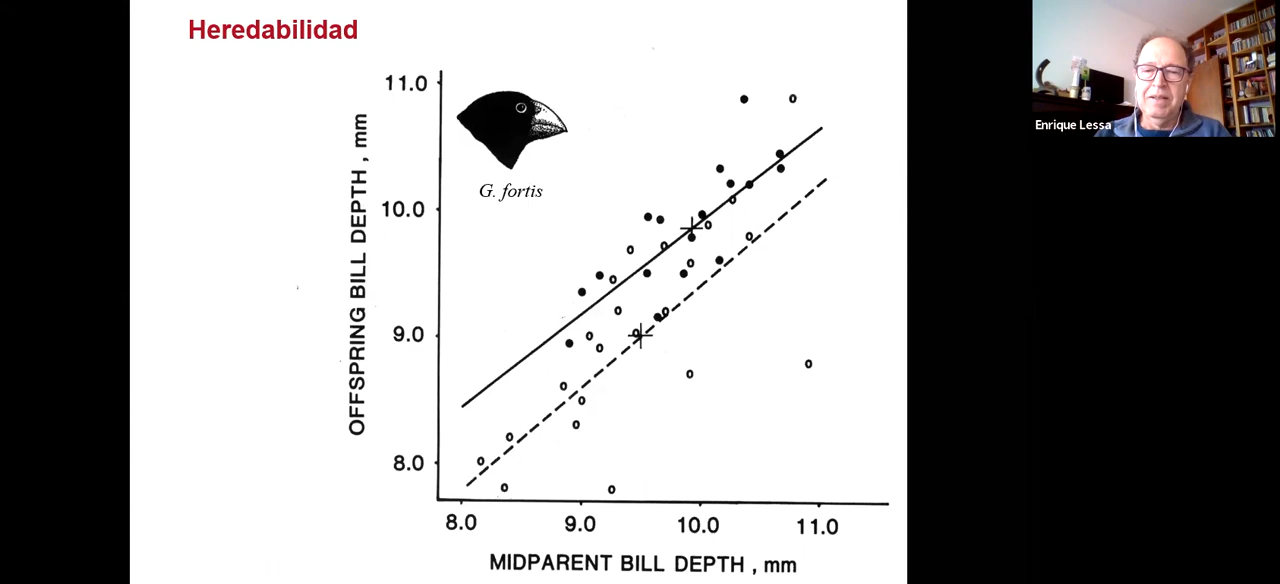 Heredabilidad
11.0
10.0
9.0
8.0
OFFSPRING BILL DEPTH , mm
G. fortis
8.0 9.0 10.0 11.0
MIDPARENT BILL DEPTH , mm
Enrique Lessa